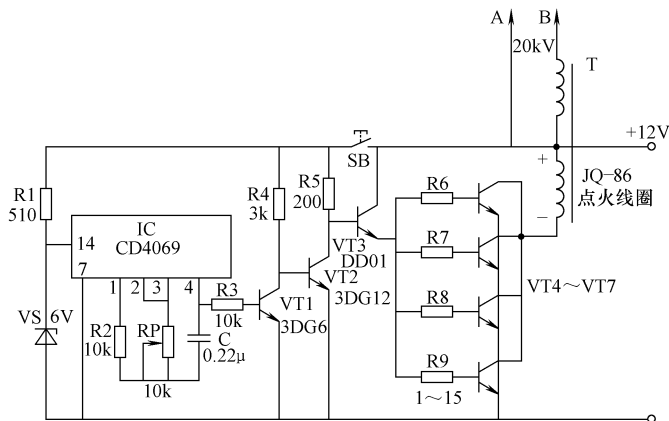 A
B
20kV
T
+12V
SB
+
JQ-86
点火线圈
−
R1
510
R4
3k
R5
200
R6
IC
CD4069
14
7
1
2
3
4
R3
10k
VT3
DD01
R7
VT2
3DG12
VT4～VT7
VT1
3DG6
VS
6V
R2
10k
RP
10k
C
0.22μ
R8
R9
1～15